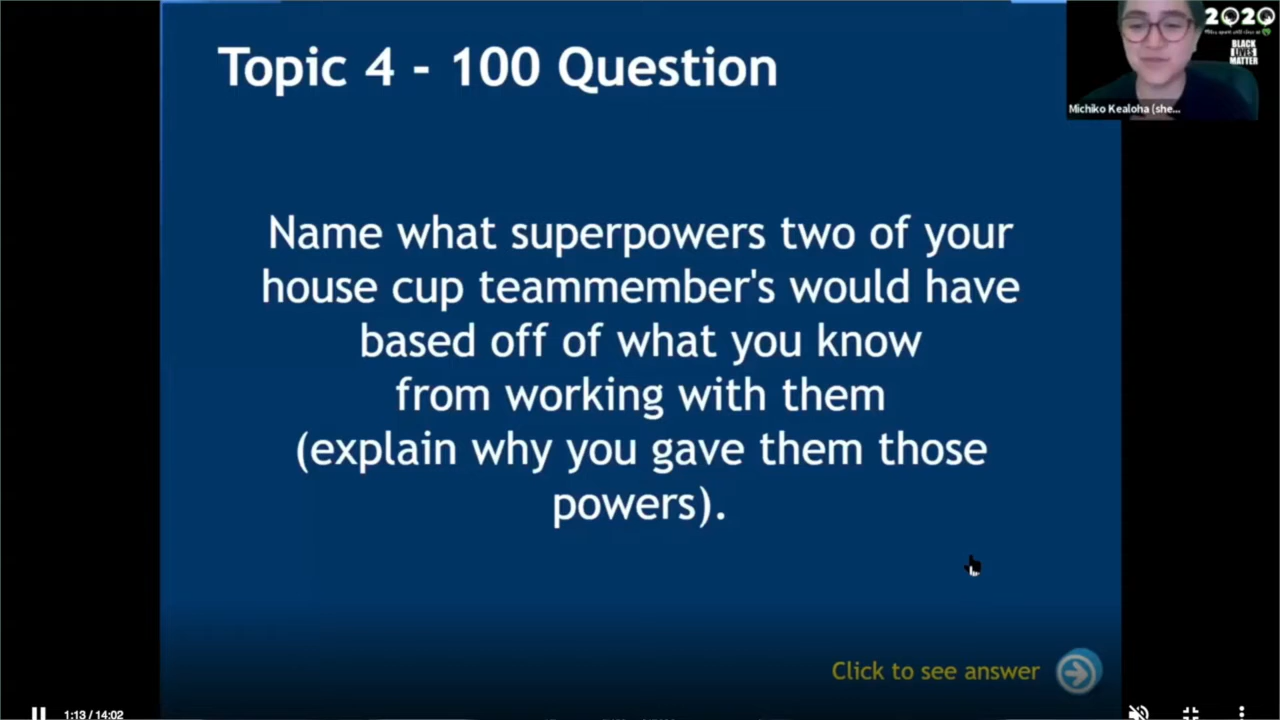 Topic 4 - 100 Question
2020
BLACK
LIVES
MATTER
Michiko Kealoha (she...
Name what superpowers two of your
house cup teammember's would have
based off of what you know
from working with them
(explain why you gave them those
powers).
Click to see answer
1:13 / 14:02